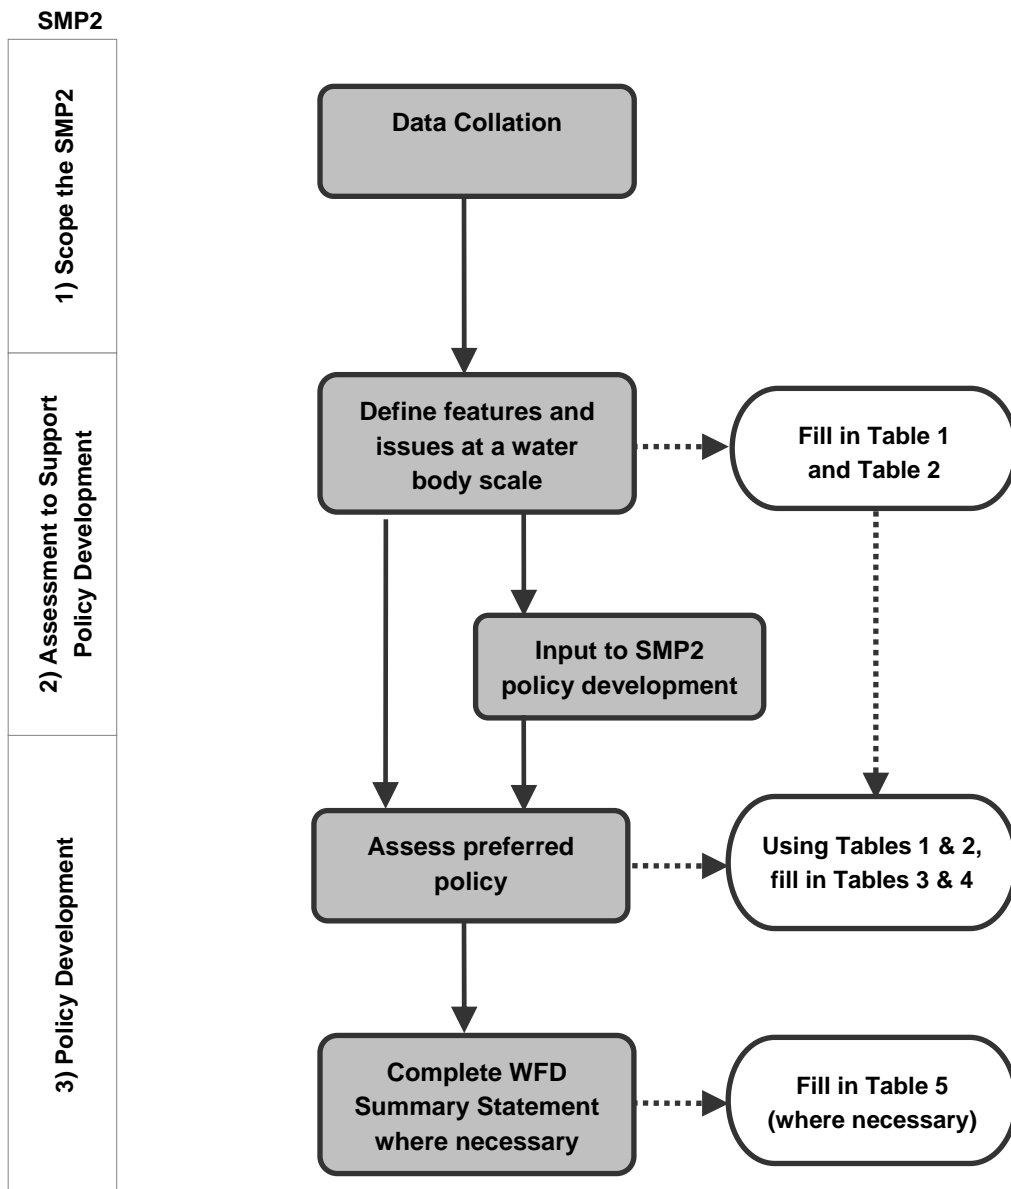 SMP2
1) Scope the SMP2
Data Collation
2) Assessment to Support
Policy Development
Define features and
issues at a water
body scale
Fill in Table 1
and Table 2
Input to SMP2
policy development
3) Policy Development
Assess preferred
policy
Using Tables 1 & 2,
fill in Tables 3 & 4
Complete WFD
Summary Statement
where necessary
Fill in Table 5
(where necessary)